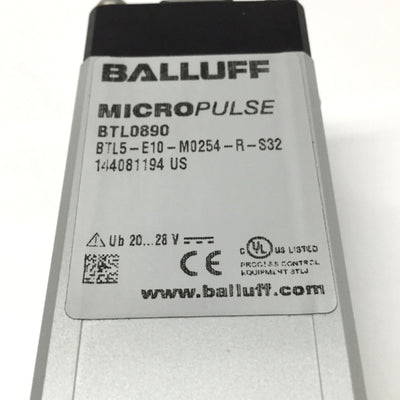 BALLUFF
MICROPULSE
BTL0890
BTL5-E10-M0254-R-S32
144081194 US
Ub 20...28 V
C UL US LISTED
PROCESS CONTROL
EQUIPMENT 8TLJ
CE
www.balluff.com